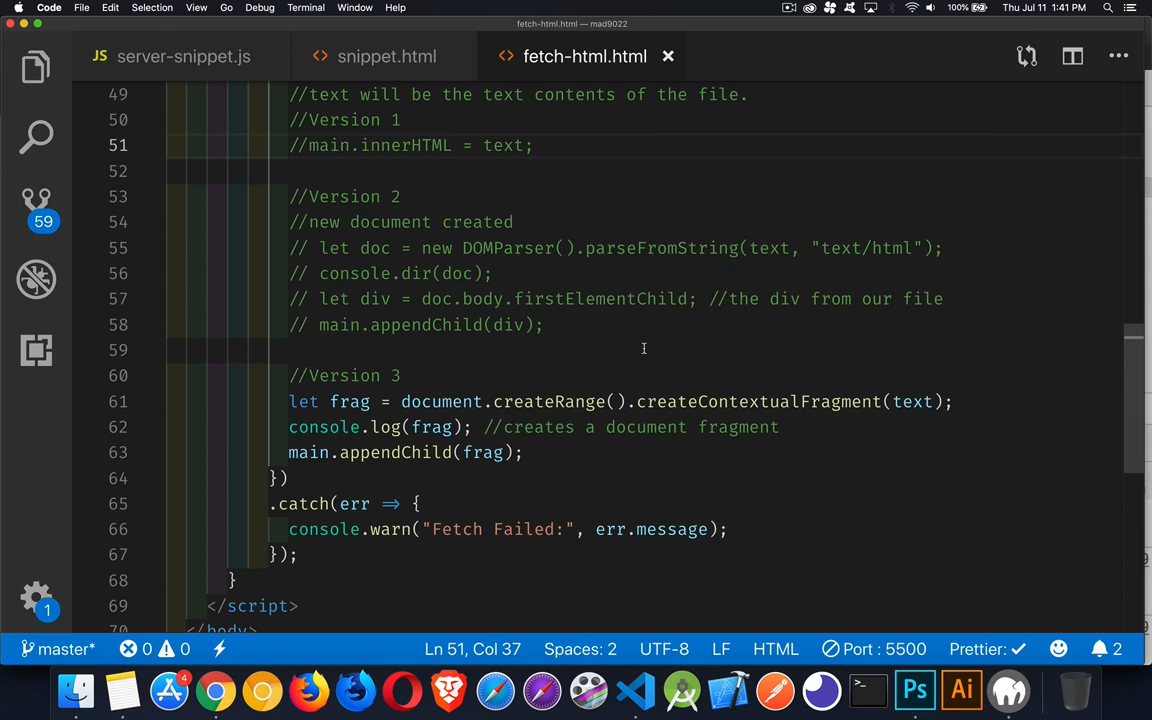 Code File Edit Selection View Go Debug Terminal Window Help 100% Thu Jul 11 1:41 PM
fetch-html.html — mad9022
JS server-snippet.js <> snippet.html <> fetch-html.html ×
49 //text will be the text contents of the file.
50 //Version 1
51 //main.innerHTML = text;
52
53 //Version 2
54 //new document created
55 // let doc = new DOMParser().parseFromString(text, "text/html");
56 // console.dir(doc);
57 // let div = doc.body.firstElementChild; //the div from our file
58 // main.appendChild(div);
59
60 //Version 3
61 let frag = document.createRange().createContextualFragment(text);
62 console.log(frag); //creates a document fragment
63 main.appendChild(frag);
64 })
65 .catch(err => {
66 console.warn("Fetch Failed:", err.message);
67 });
68 }
69 </script>
70 </body>
59
1
master* 0 0 Ln 51, Col 37 Spaces: 2 UTF-8 LF HTML Port : 5500 Prettier: ✓ 2
4
>_
Ps
Ai